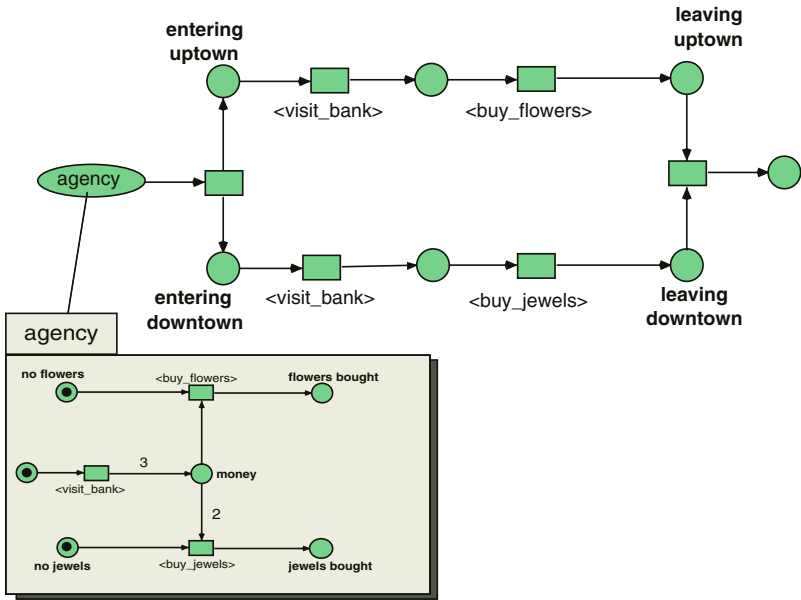 entering
uptown
leaving
uptown
<visit_bank>
<buy_flowers>
agency
entering
downtown
<visit_bank>
<buy_jewels>
leaving
downtown
agency
no flowers
<buy_flowers>
flowers bought
3
<visit_bank>
money
2
no jewels
<buy_jewels>
jewels bought